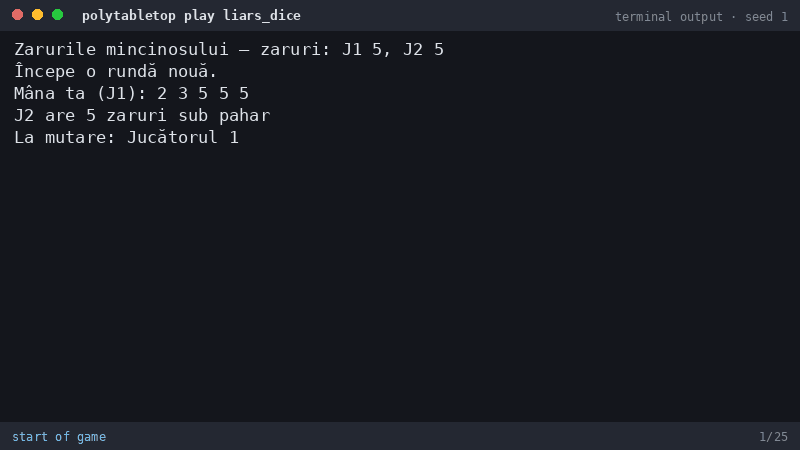 polytabletop play liars_dice
terminal output · seed 1
Zarurile mincinosului — zaruri: J1 5, J2 5
Începe o rundă nouă.
Mâna ta (J1): 2 3 5 5 5
J2 are 5 zaruri sub pahar
La mutare: Jucătorul 1
start of game
1/25